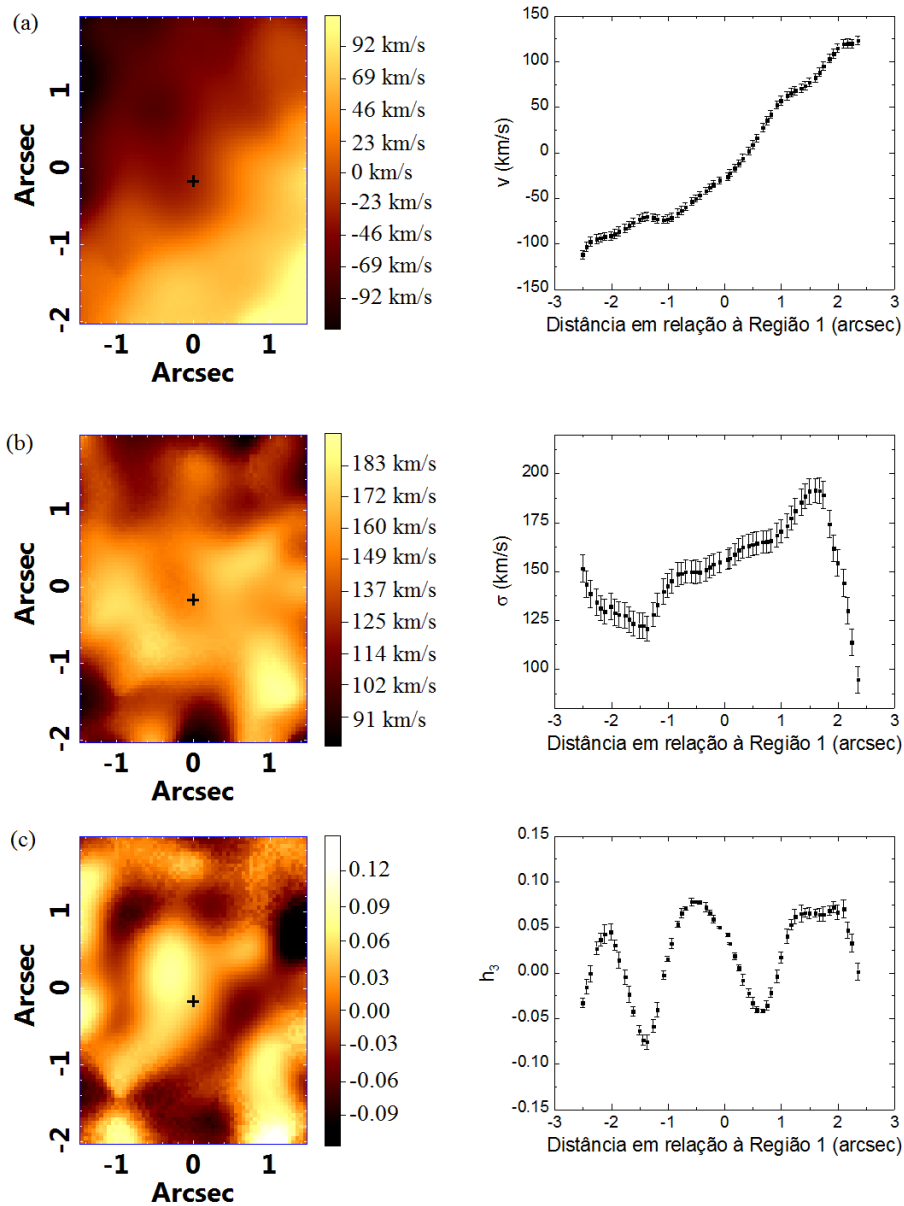 (a)
Arcsec
1
0
-1
-2
-1
0
1
Arcsec
92 km/s
69 km/s
46 km/s
23 km/s
0 km/s
-23 km/s
-46 km/s
-69 km/s
-92 km/s
v (km/s)
150
100
50
0
-50
-100
-150
-3
-2
-1
0
1
2
3
Distância em relação à Região 1 (arcsec)
(b)
Arcsec
1
0
-1
-2
-1
0
1
Arcsec
183 km/s
172 km/s
160 km/s
149 km/s
137 km/s
125 km/s
114 km/s
102 km/s
91 km/s
σ (km/s)
200
175
150
125
100
-3
-2
-1
0
1
2
3
Distância em relação à Região 1 (arcsec)
(c)
Arcsec
1
0
-1
-2
-1
0
1
Arcsec
0.12
0.09
0.06
0.03
0.00
-0.03
-0.06
-0.09
h₃
0.15
0.10
0.05
0.00
-0.05
-0.10
-0.15
-3
-2
-1
0
1
2
3
Distância em relação à Região 1 (arcsec)